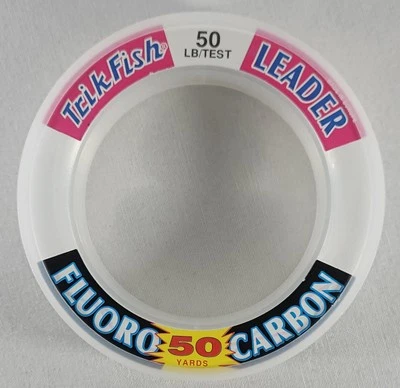 TrikFish®
50
LB/TEST
LEADER
FLUORO
50
YARDS
CARBON